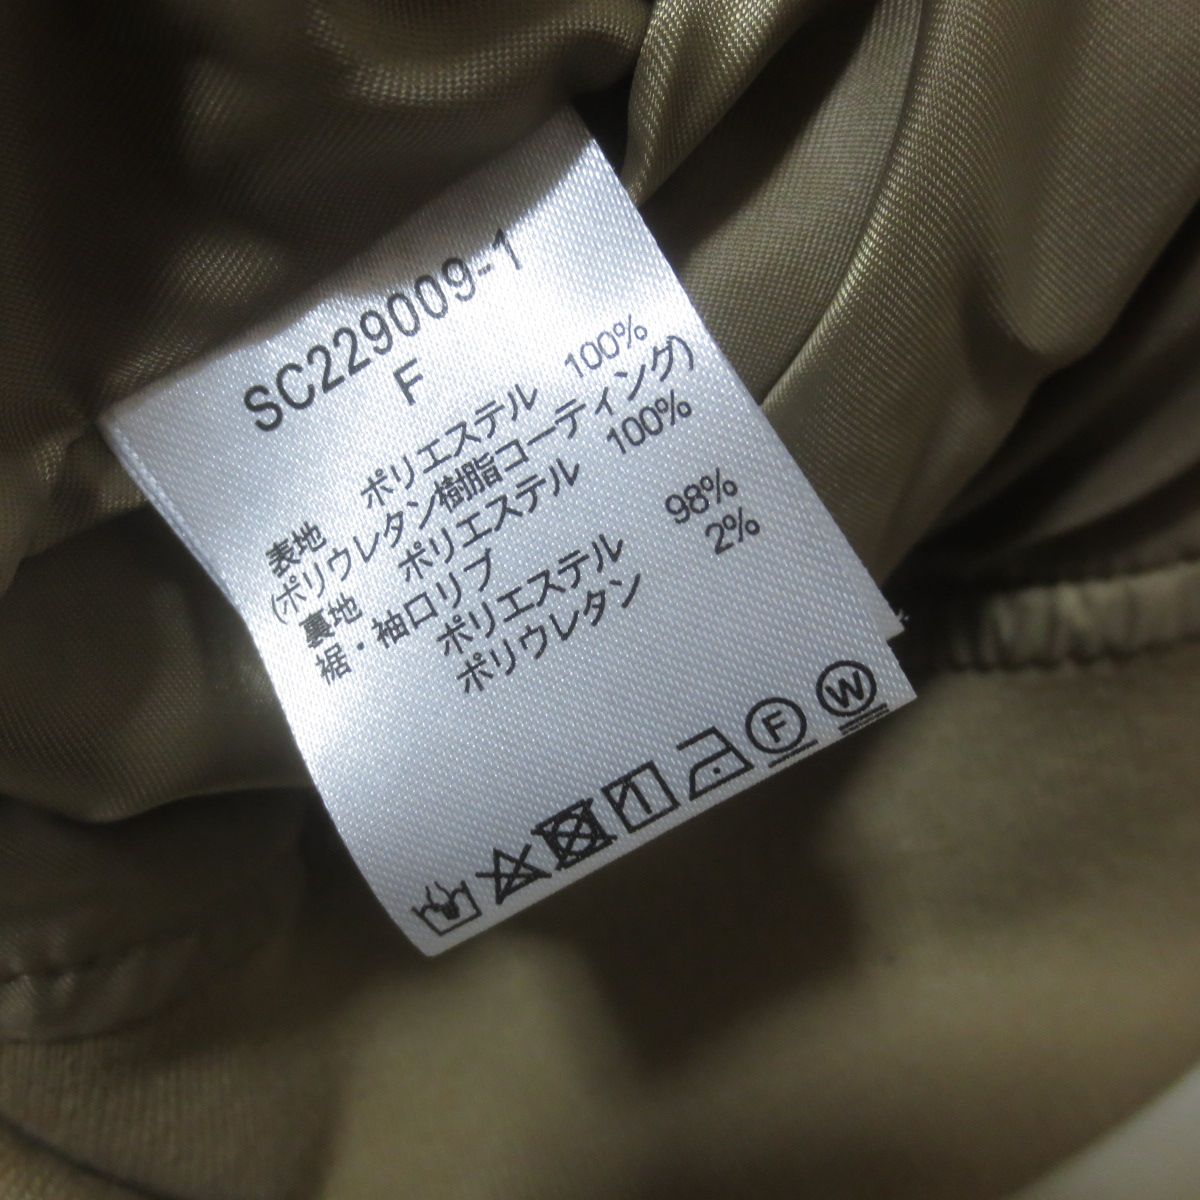 SC229009-1
F
表地 ポリエステル 100%
(ポリウレタン樹脂コーティング)
裏地 ポリエステル 100%
裾・袖口リブ
ポリエステル 98%
ポリウレタン 2%
F
W